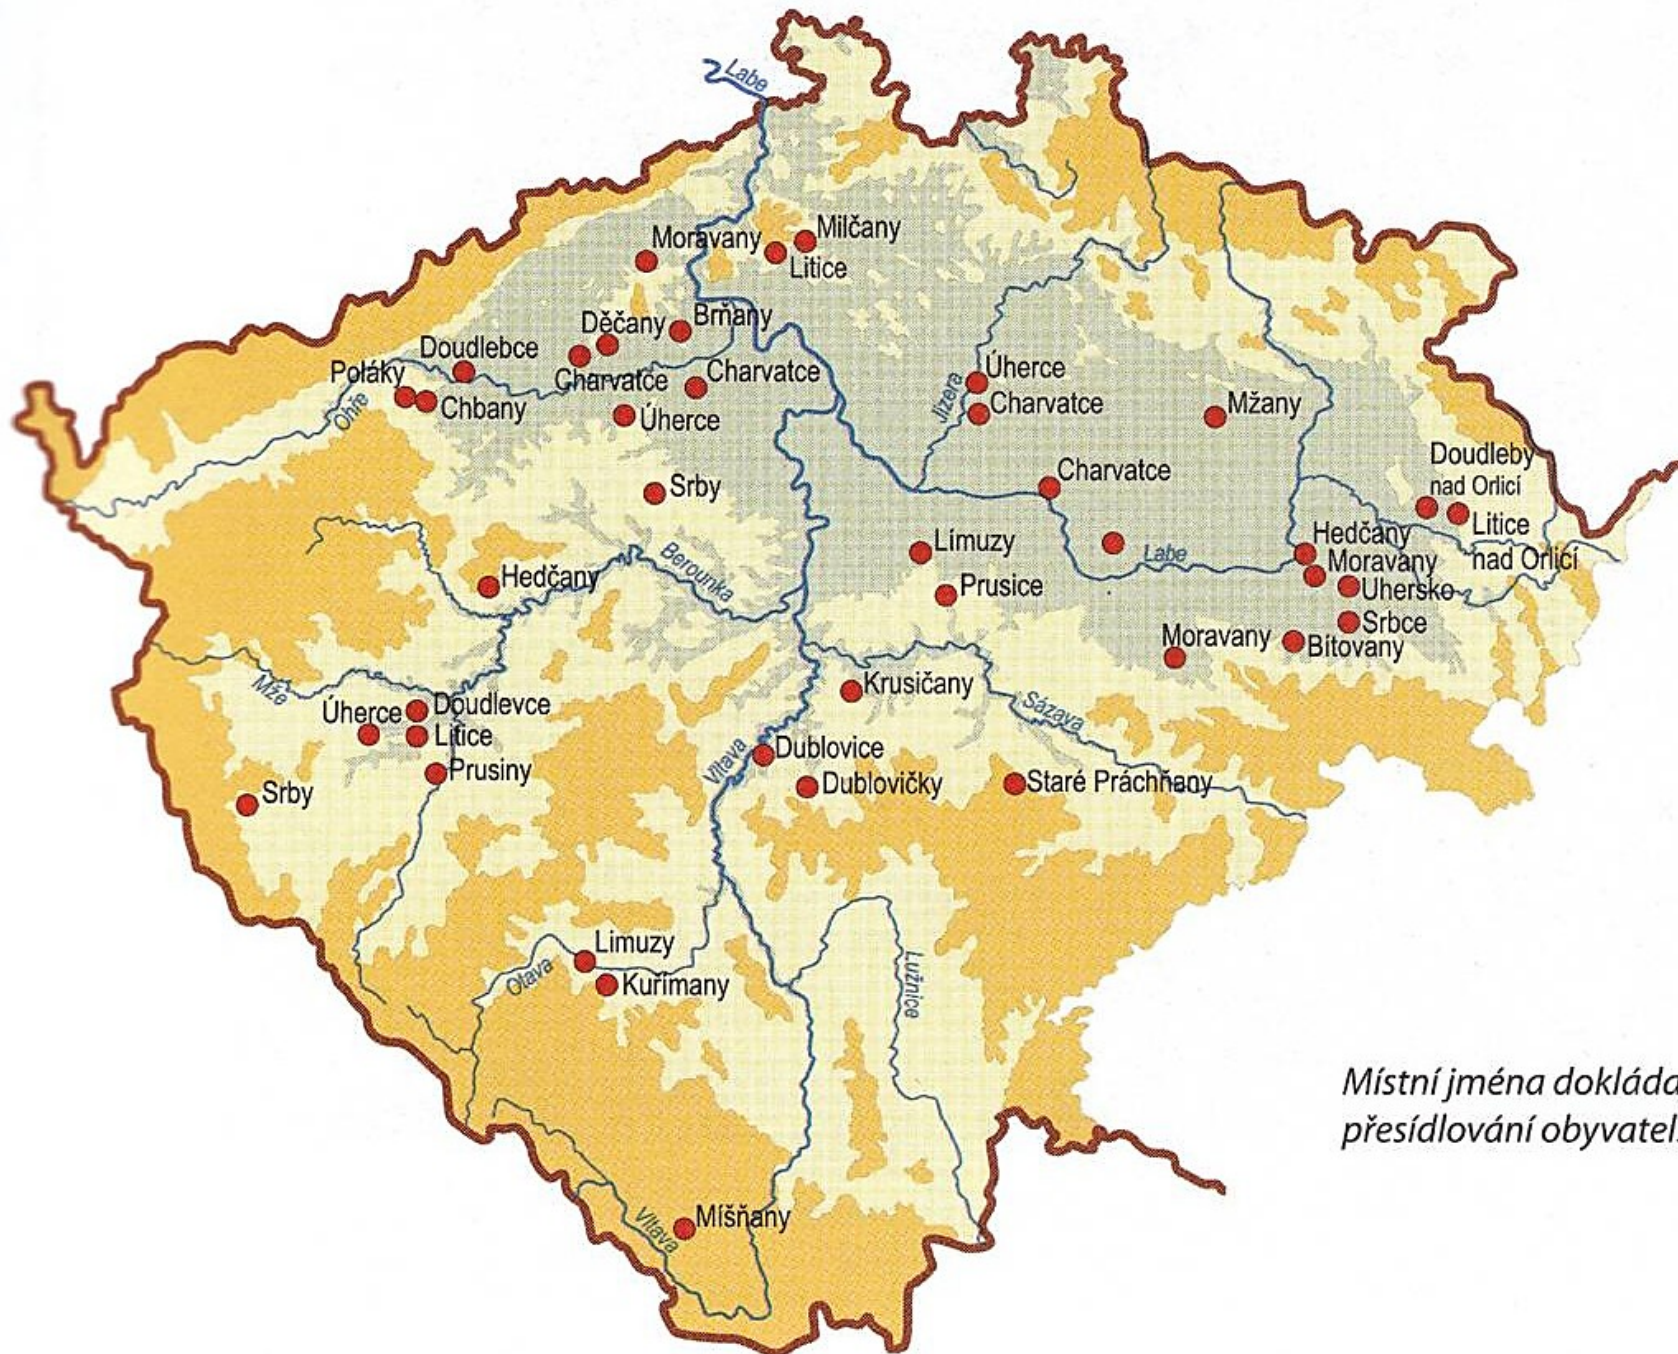 Labe
Moravany
Milčany
Litice
Děčany
Brňany
Doudlebce
Poláky
Charvatce
Charvatce
Chbany
Ohře
Úherce
Úherce
Jizera
Charvatce
Mžany
Srby
Charvatce
Doudleby
nad Orlicí
Litice
nad Orlicí
Límuzy
Labe
Hedčany
Moravany
Uhersko
Hedčany
Berounka
Prusice
Srbce
Moravany
Bítovany
Mže
Krusičany
Sázava
Úherce
Doudlevce
Litice
Vltava
Dublovice
Prusiny
Dublovičky
Staré Práchňany
Srby
Limuzy
Otava
Kuřimany
Lužnice
Místní jména dokláda
přesídlování obyvatel
Vltava
Míšňany